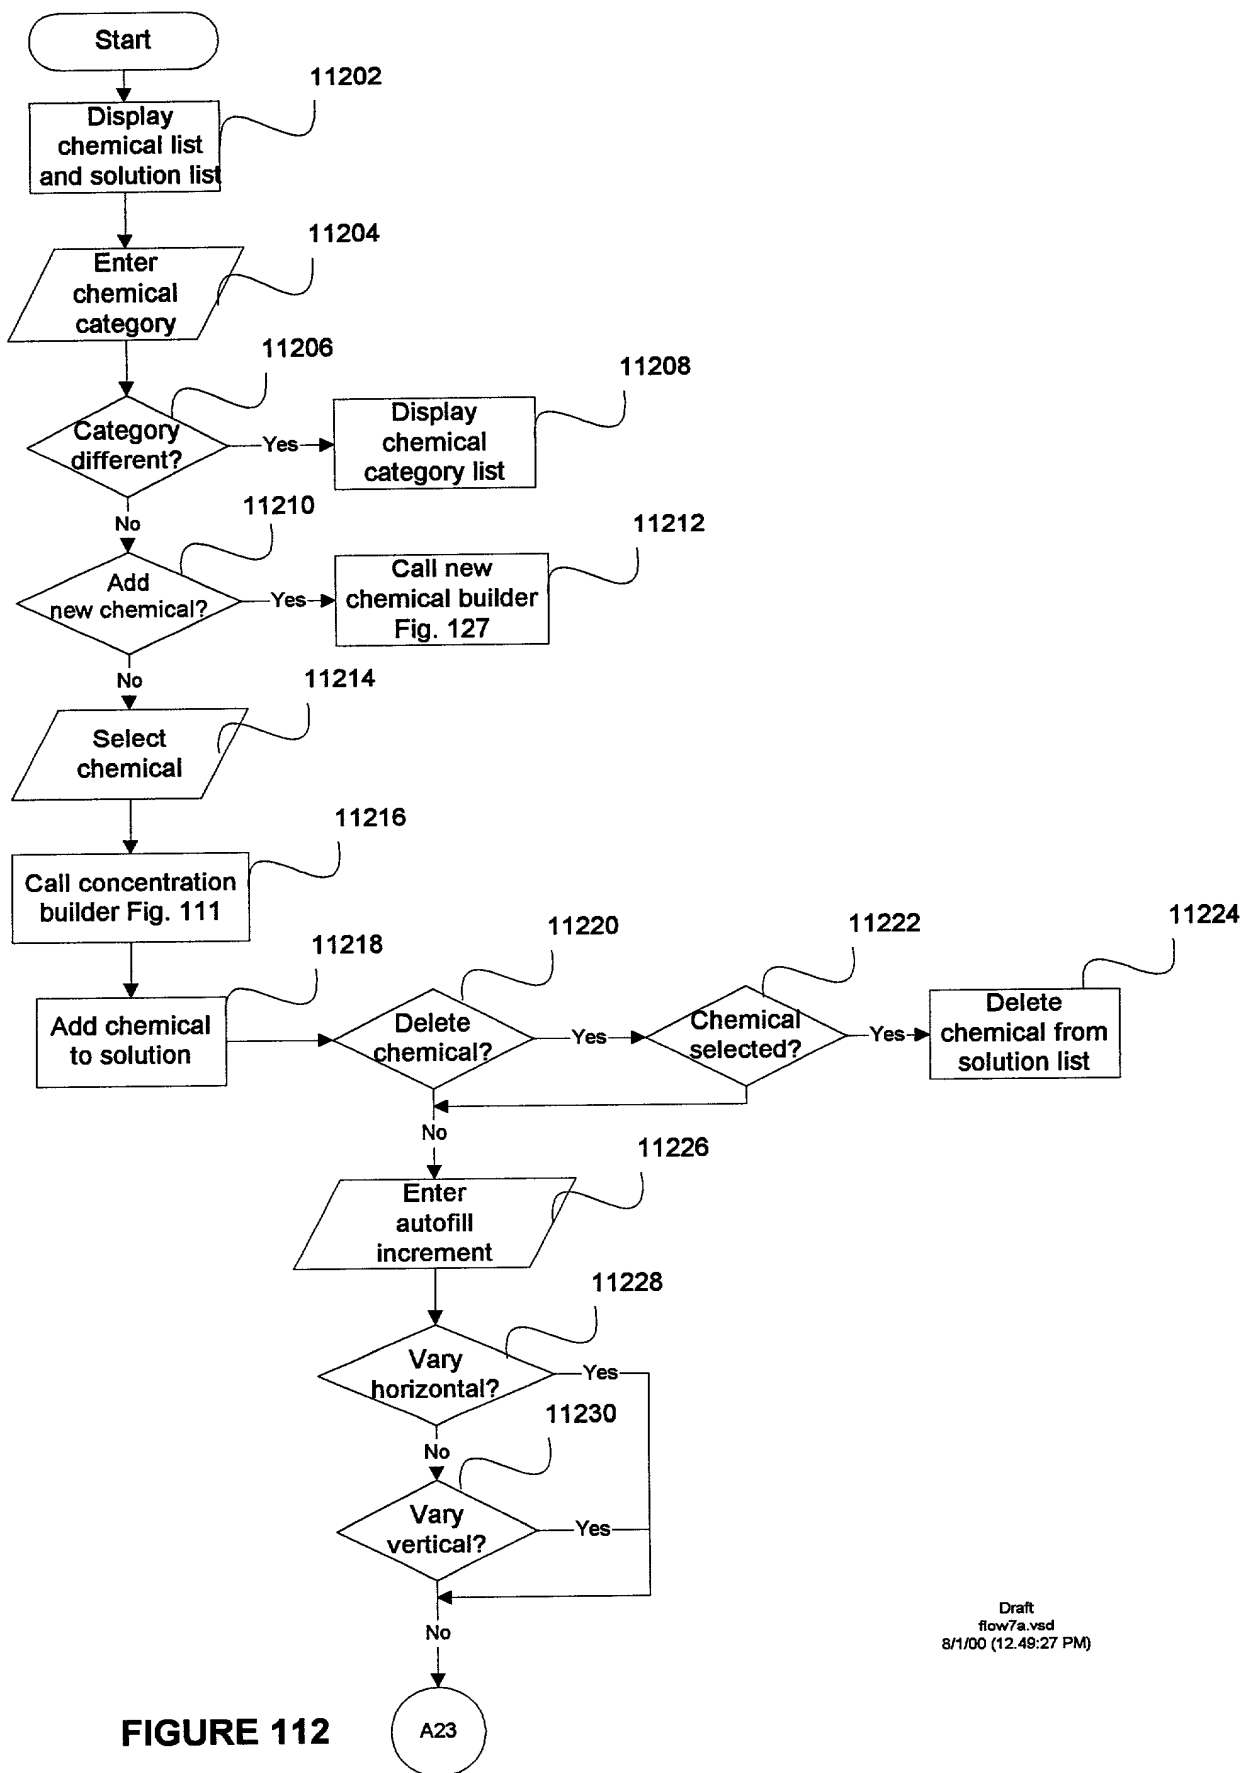 Start
11202
Display
chemical list
and solution list
11204
Enter
chemical
category
11206
Category
different?
Yes
11208
Display
chemical
category list
No
11210
Add
new chemical?
Yes
11212
Call new
chemical builder
Fig. 127
No
11214
Select
chemical
11216
Call concentration
builder Fig. 111
11218
Add chemical
to solution
11220
Delete
chemical?
Yes
11222
Chemical
selected?
Yes
11224
Delete
chemical from
solution list
No
11226
Enter
autofill
increment
11228
Vary
horizontal?
Yes
No
11230
Vary
vertical?
Yes
No
A23
FIGURE 112
Draft
flow7a.vsd
8/1/00 (12.49:27 PM)